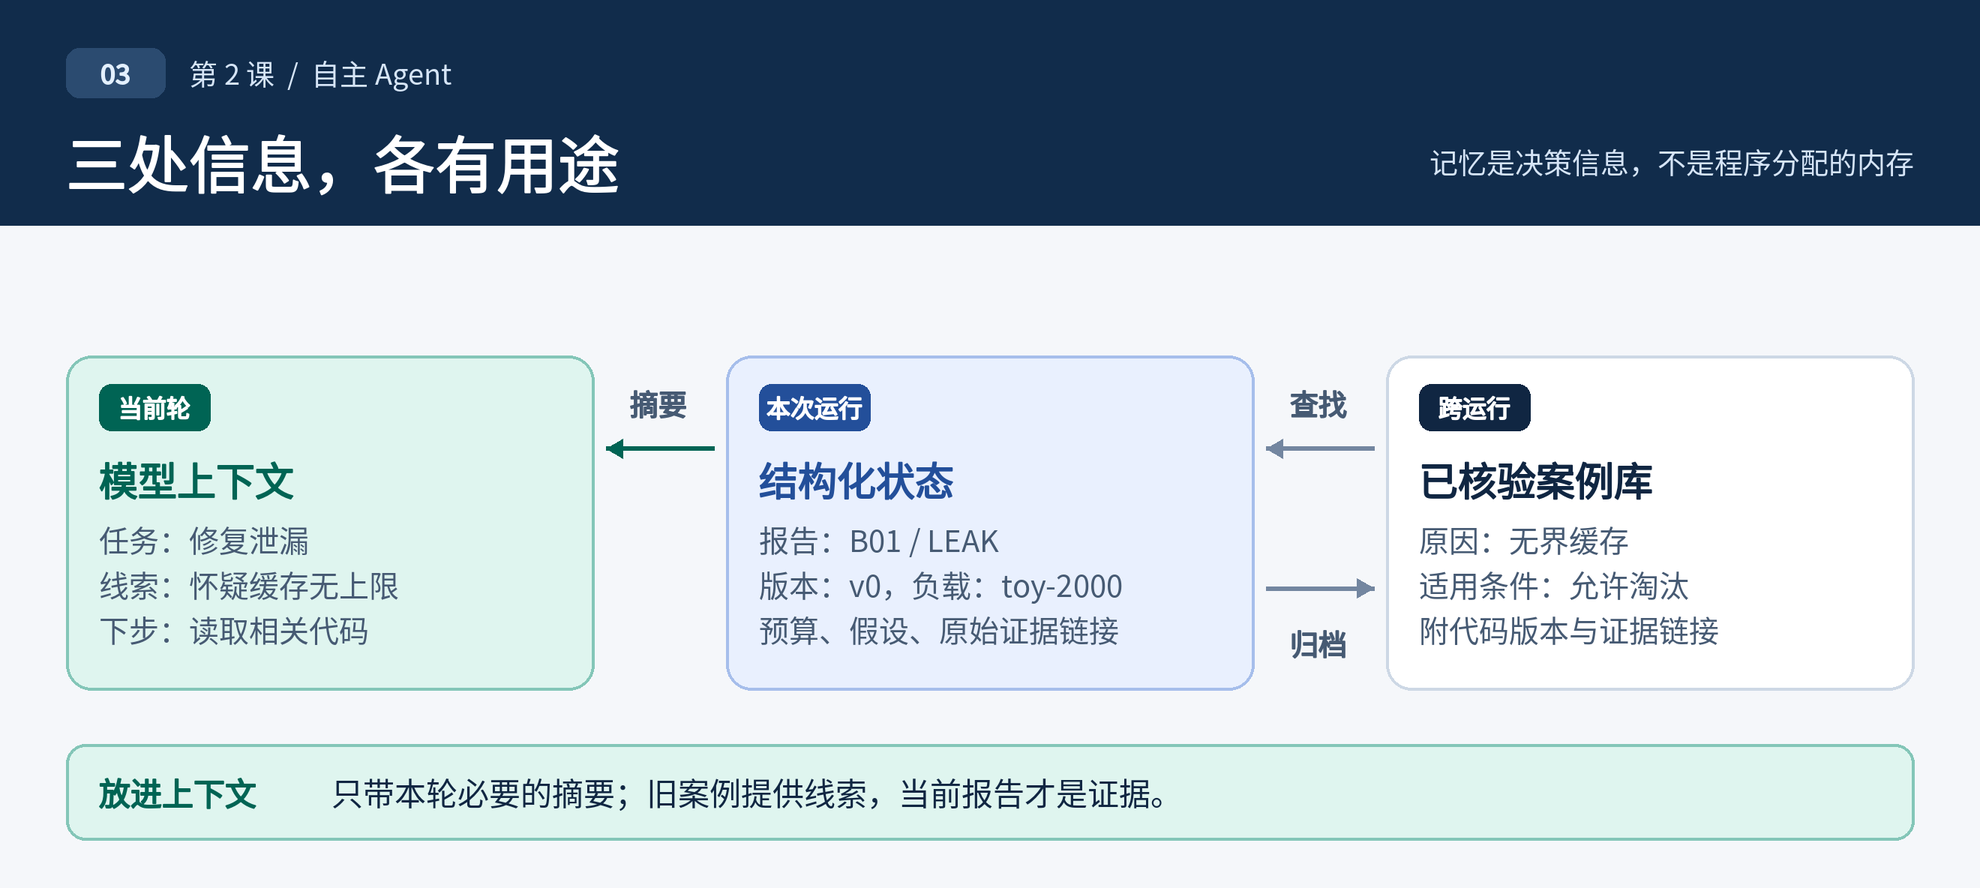 03
第 2 课 / 自主 Agent
三处信息，各有用途
记忆是决策信息，不是程序分配的内存
当前轮
模型上下文
任务：修复泄漏
线索：怀疑缓存无上限
下步：读取相关代码
摘要
本次运行
结构化状态
报告：B01 / LEAK
版本：v0，负载：toy-2000
预算、假设、原始证据链接
查找
归档
跨运行
已核验案例库
原因：无界缓存
适用条件：允许淘汰
附代码版本与证据链接
放进上下文
只带本轮必要的摘要；旧案例提供线索，当前报告才是证据。